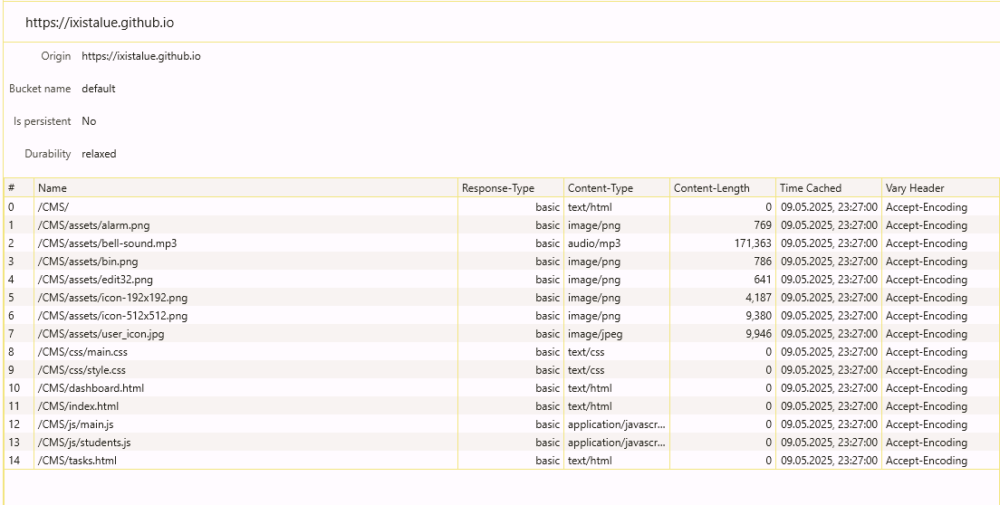 https://ixistalue.github.io
Origin https://ixistalue.github.io
Bucket name default
Is persistent No
Durability relaxed
# Name Response-Type Content-Type Content-Length Time Cached Vary Header
0 /CMS/ basic text/html 0 09.05.2025, 23:27:00 Accept-Encoding
1 /CMS/assets/alarm.png basic image/png 769 09.05.2025, 23:27:00 Accept-Encoding
2 /CMS/assets/bell-sound.mp3 basic audio/mp3 171,363 09.05.2025, 23:27:00 Accept-Encoding
3 /CMS/assets/bin.png basic image/png 786 09.05.2025, 23:27:00 Accept-Encoding
4 /CMS/assets/edit32.png basic image/png 641 09.05.2025, 23:27:00 Accept-Encoding
5 /CMS/assets/icon-192x192.png basic image/png 4,187 09.05.2025, 23:27:00 Accept-Encoding
6 /CMS/assets/icon-512x512.png basic image/png 9,380 09.05.2025, 23:27:00 Accept-Encoding
7 /CMS/assets/user_icon.jpg basic image/jpeg 9,946 09.05.2025, 23:27:00 Accept-Encoding
8 /CMS/css/main.css basic text/css 0 09.05.2025, 23:27:00 Accept-Encoding
9 /CMS/css/style.css basic text/css 0 09.05.2025, 23:27:00 Accept-Encoding
10 /CMS/dashboard.html basic text/html 0 09.05.2025, 23:27:00 Accept-Encoding
11 /CMS/index.html basic text/html 0 09.05.2025, 23:27:00 Accept-Encoding
12 /CMS/js/main.js basic application/javascr... 0 09.05.2025, 23:27:00 Accept-Encoding
13 /CMS/js/students.js basic application/javascr... 0 09.05.2025, 23:27:00 Accept-Encoding
14 /CMS/tasks.html basic text/html 0 09.05.2025, 23:27:00 Accept-Encoding